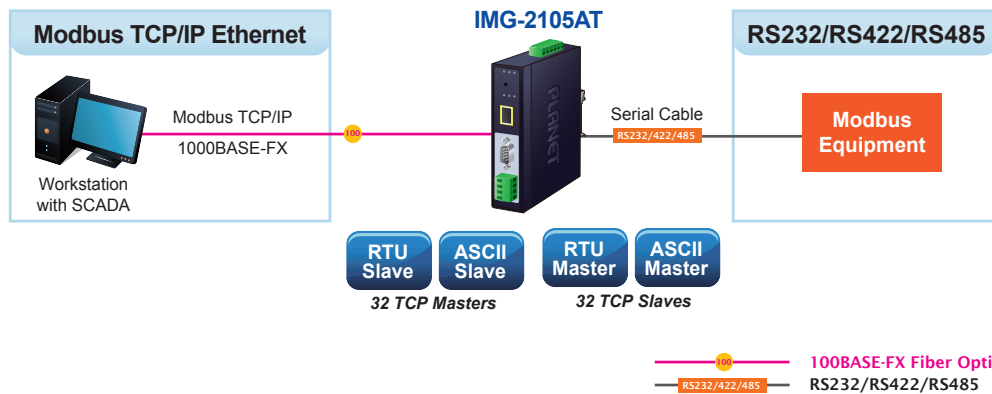 IMG-2105AT
Modbus TCP/IP Ethernet
RS232/RS422/RS485
Modbus TCP/IP
100
1000BASE-FX
Workstation
with SCADA
PLANET
Serial Cable
RS232/422/485
Modbus
Equipment
RTU
Slave
ASCII
Slave
32 TCP Masters
RTU
Master
ASCII
Master
32 TCP Slaves
100
100BASE-FX Fiber Opti
RS232/422/485
RS232/RS422/RS485